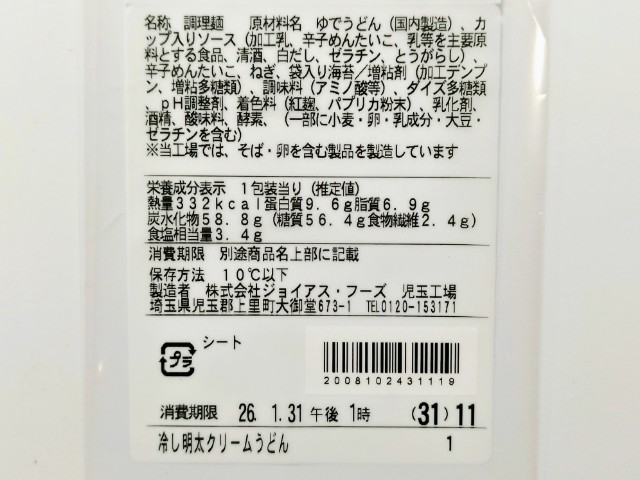 名称 調理麺 原材料名 ゆでうどん（国内製造）、カ
ップ入りソース（加工乳、辛子めんたいこ、乳等を主要原
料とする食品、清酒、白だし、ゼラチン、とうがらし）、
辛子めんたいこ、ねぎ、袋入り海苔／増粘剤（加工デンプ
ン、増粘多糖類）、調味料（アミノ酸等）、ダイズ多糖類
、ｐＨ調整剤、着色料（紅麹、パプリカ粉末）、乳化剤、
酒精、酸味料、酵素、（一部に小麦・卵・乳成分・大豆・
ゼラチンを含む）
※当工場では、そば・卵を含む製品を製造しています
栄養成分表示 １包装当り（推定値）
熱量３３２ｋｃａｌ蛋白質９．６ｇ脂質６．９ｇ
炭水化物５８．８ｇ（糖質５６．４ｇ食物繊維２．４ｇ）
食塩相当量３．４ｇ
消費期限 別途商品名上部に記載
保存方法 １０℃以下
製造者 株式会社ジョイアス・フーズ 児玉工場
埼玉県児玉郡上里町大御堂673-1 TEL0120-153171
プラ シート
2008102431119
消費期限 26. 1.31 午後 1時 (31) 11
冷し明太クリームうどん 1